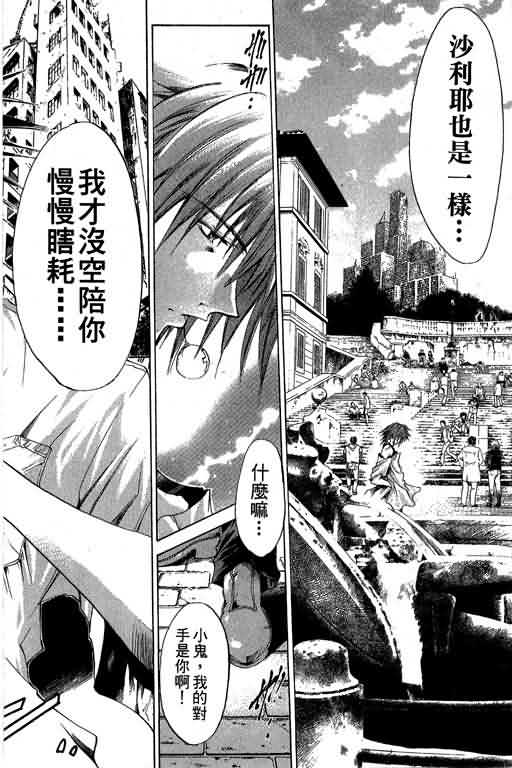 沙利耶也是一樣…
什麼嘛…
小鬼，我的對
手是你啊！
我才沒空陪你
慢慢瞎耗……